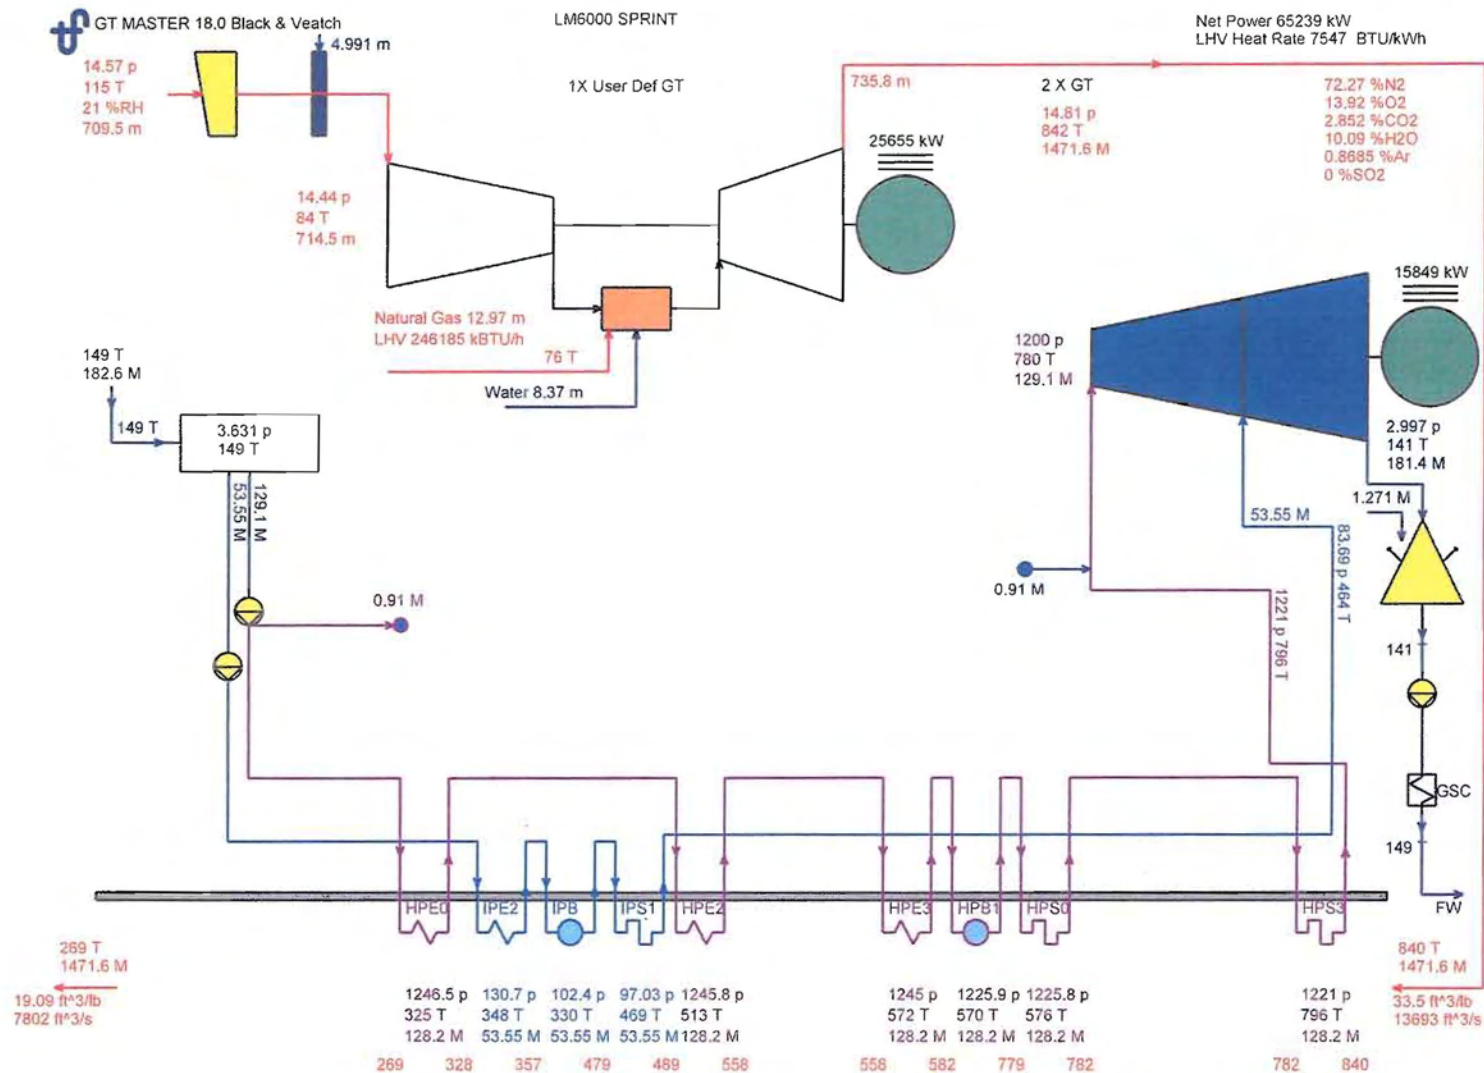 GT MASTER 18.0 Black & Veatch
LM6000 SPRINT
Net Power 65239 kW
LHV Heat Rate 7547 BTU/kWh
4.991 m
14.57 p
115 T
21 %RH
709.5 m
1X User Def GT
735.8 m
2 X GT
14.81 p
842 T
1471.6 M
72.27 %N2
13.92 %O2
2.852 %CO2
10.09 %H2O
0.8685 %Ar
0 %SO2
25655 kW
14.44 p
84 T
714.5 m
Natural Gas 12.97 m
LHV 246185 kBTU/h
76 T
Water 8.37 m
15849 kW
1200 p
780 T
129.1 M
149 T
182.6 M
149 T
3.631 p
149 T
2.997 p
141 T
181.4 M
53.55 M
129.1 M
1.271 M
53.55 M
83.69 p 464 T
0.91 M
0.91 M
1221 p 796 T
141
GSC
149
FW
HPE0
IPE2
IPB
IPS1
HPE2
HPE3
HPB1
HPS0
HPS3
269 T
1471.6 M
19.09 ft^3/lb
7802 ft^3/s
840 T
1471.6 M
33.5 ft^3/lb
13693 ft^3/s
1246.5 p 130.7 p 102.4 p 97.03 p 1245.8 p 1245 p 1225.9 p 1225.8 p 1221 p
325 T 348 T 330 T 469 T 513 T 572 T 570 T 576 T 796 T
128.2 M 53.55 M 53.55 M 53.55 M 128.2 M 128.2 M 128.2 M 128.2 M 128.2 M
269 328 357 479 489 558 558 582 779 782 782 840